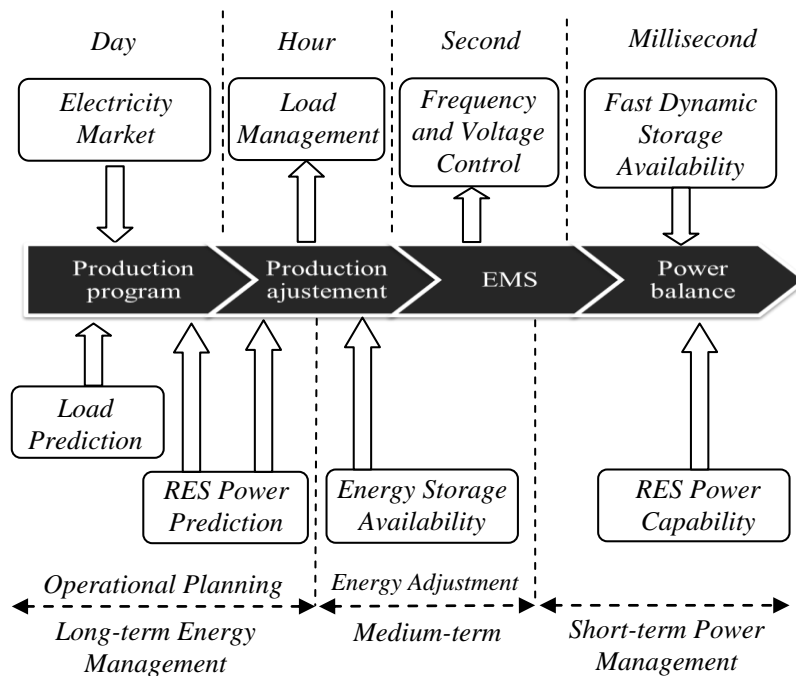 Day
Hour
Second
Millisecond
Electricity
Market
Load
Management
Frequency
and Voltage
Control
Fast Dynamic
Storage
Availability
Production
program
Production
ajustement
EMS
Power
balance
Load
Prediction
RES Power
Prediction
Energy Storage
Availability
RES Power
Capability
Operational Planning
Energy Adjustment
Long-term Energy
Management
Medium-term
Short-term Power
Management